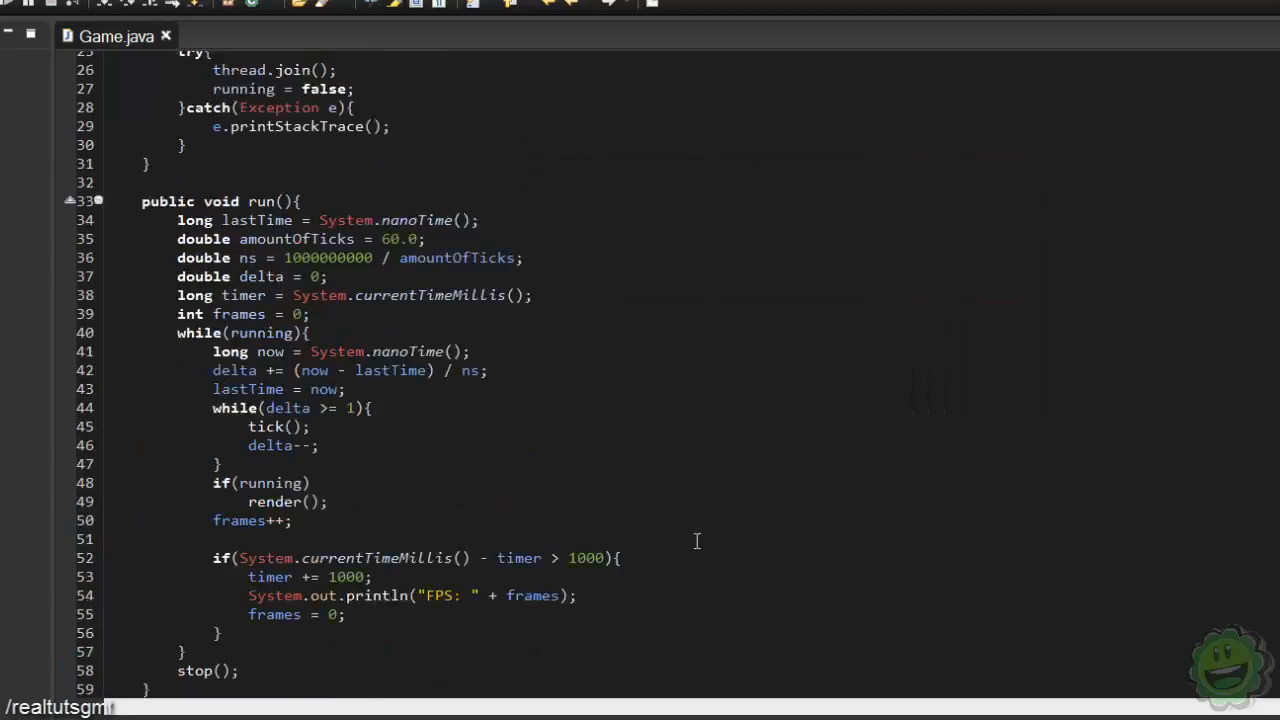 Game.java
25 try{
26 thread.join();
27 running = false;
28 }catch(Exception e){
29 e.printStackTrace();
30 }
31 }
32
33 public void run(){
34 long lastTime = System.nanoTime();
35 double amountOfTicks = 60.0;
36 double ns = 1000000000 / amountOfTicks;
37 double delta = 0;
38 long timer = System.currentTimeMillis();
39 int frames = 0;
40 while(running){
41 long now = System.nanoTime();
42 delta += (now - lastTime) / ns;
43 lastTime = now;
44 while(delta >= 1){
45 tick();
46 delta--;
47 }
48 if(running)
49 render();
50 frames++;
51
52 if(System.currentTimeMillis() - timer > 1000){
53 timer += 1000;
54 System.out.println("FPS: " + frames);
55 frames = 0;
56 }
57 }
58 stop();
59 }
/realtutsgml